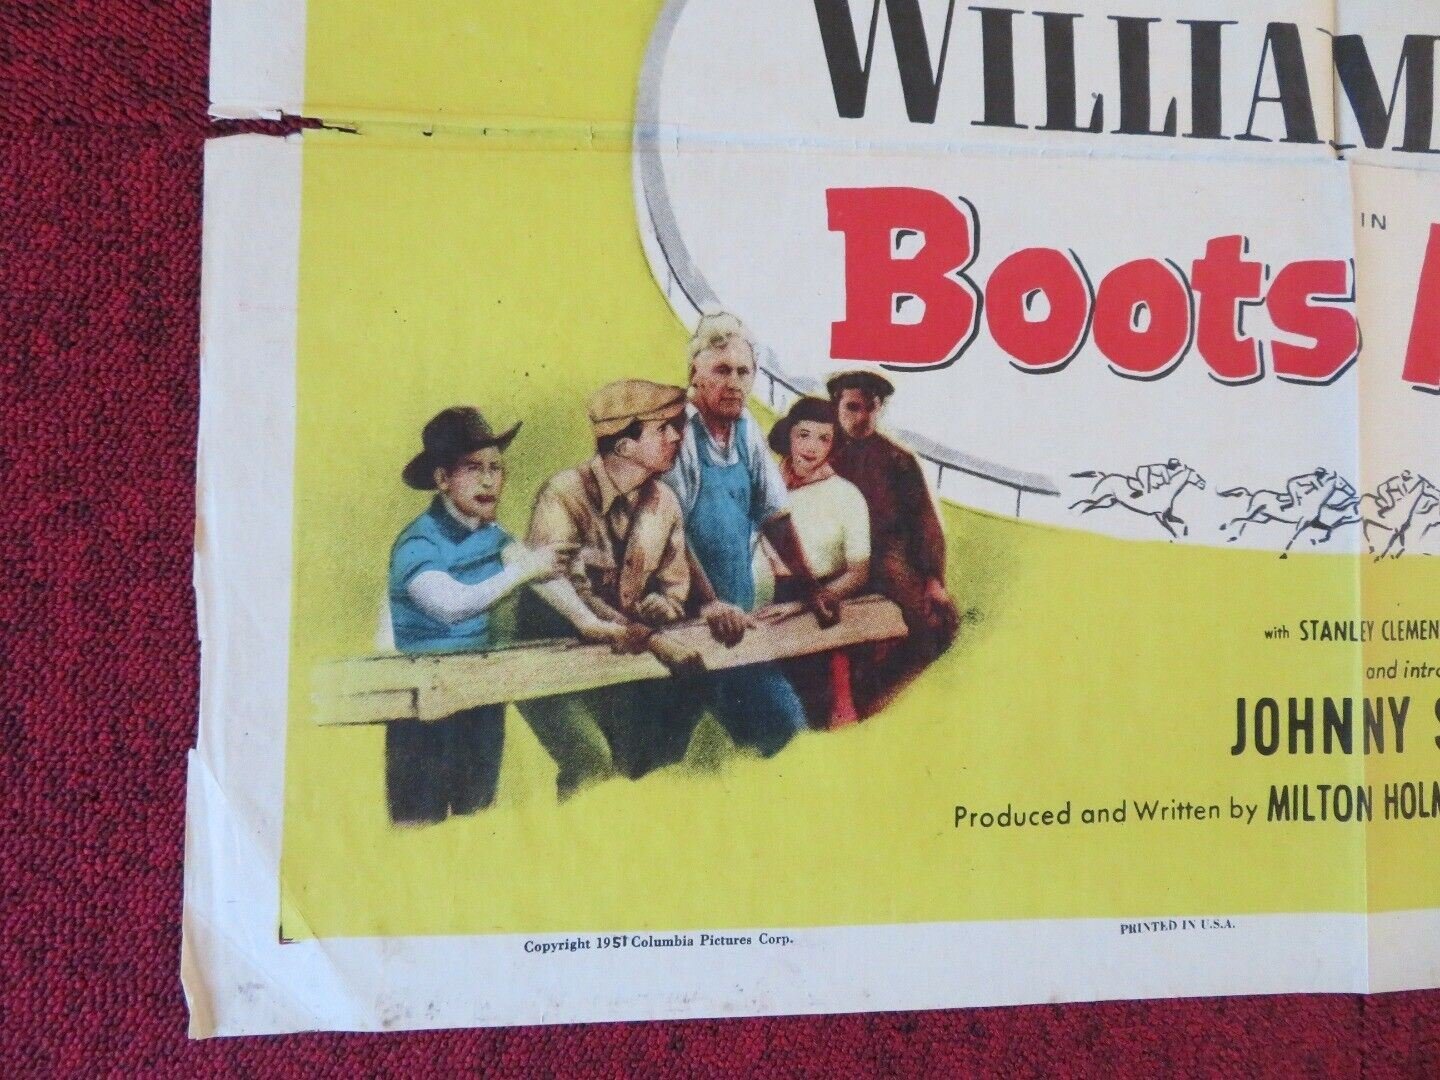 WILLIAM
IN
BOOTS
with STANLEY CLEMEN
and intro
JOHNNY S
Produced and Written by MILTON HOLM
Copyright 1951 Columbia Pictures Corp.
PRINTED IN U.S.A.